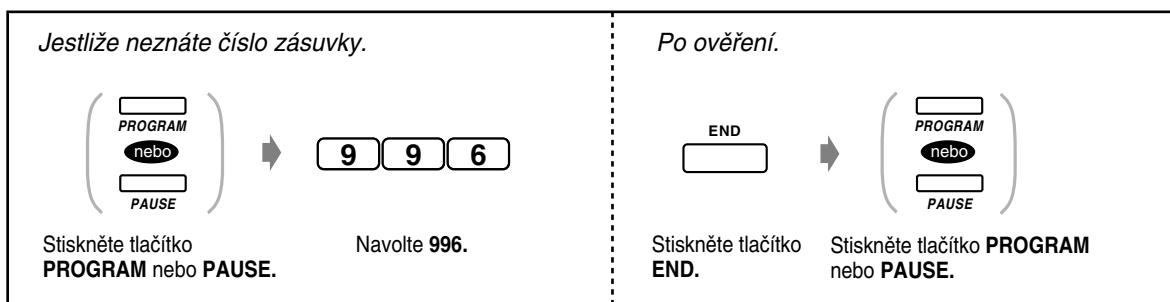 Jestliže neznáte číslo zásuvky.
PROGRAM
nebo
PAUSE
9 9 6
Stiskněte tlačítko
PROGRAM nebo PAUSE.
Navolte 996.
Po ověření.
END
PROGRAM
nebo
PAUSE
Stiskněte tlačítko
END.
Stiskněte tlačítko PROGRAM
nebo PAUSE.